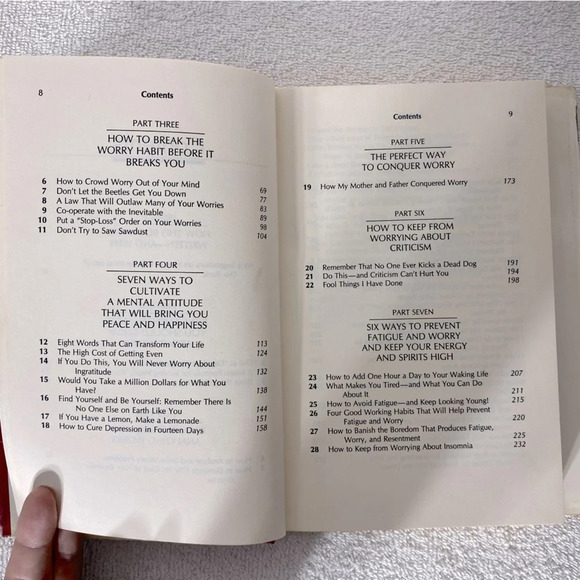 8
Contents
PART THREE
HOW TO BREAK THE
WORRY HABIT BEFORE IT
BREAKS YOU
6 How to Crowd Worry Out of Your Mind
7 Don't Let the Beetles Get You Down 69
8 A Law That Will Outlaw Many of Your Worries 77
9 Co-operate with the Inevitable 83
10 Put a "Stop-Loss" Order on Your Worries 89
11 Don't Try to Saw Sawdust 98
104
PART FOUR
SEVEN WAYS TO
CULTIVATE
A MENTAL ATTITUDE
THAT WILL BRING YOU
PEACE AND HAPPINESS
12 Eight Words That Can Transform Your Life 113
13 The High Cost of Getting Even 124
14 If You Do This, You Will Never Worry About
Ingratitude 132
15 Would You Take a Million Dollars for What You
Have? 138
16 Find Yourself and Be Yourself: Remember There Is
No One Else on Earth Like You 144
17 If You Have a Lemon, Make a Lemonade 151
18 How to Cure Depression in Fourteen Days 158
Contents
9
PART FIVE
THE PERFECT WAY
TO CONQUER WORRY
19 How My Mother and Father Conquered Worry 173
PART SIX
HOW TO KEEP FROM
WORRYING ABOUT
CRITICISM
20 Remember That No One Ever Kicks a Dead Dog 191
21 Do This—and Criticism Can't Hurt You 194
22 Fool Things I Have Done 198
PART SEVEN
SIX WAYS TO PREVENT
FATIGUE AND WORRY
AND KEEP YOUR ENERGY
AND SPIRITS HIGH
23 How to Add One Hour a Day to Your Waking Life 207
24 What Makes You Tired—and What You Can Do
About It 211
25 How to Avoid Fatigue—and Keep Looking Young! 215
26 Four Good Working Habits That Will Help Prevent
Fatigue and Worry 220
27 How to Banish the Boredom That Produces Fatigue,
Worry, and Resentment 225
28 How to Keep from Worrying About Insomnia 232